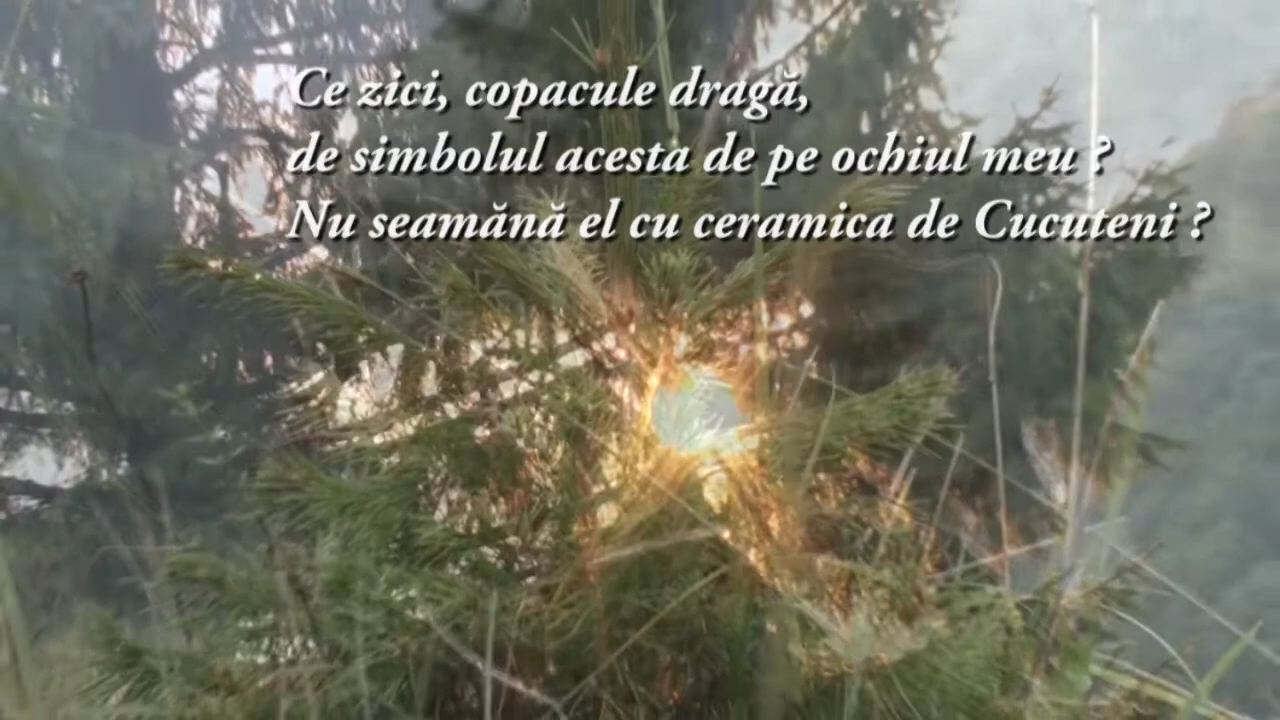 Ce zici, copacule dragă,
de simbolul acesta de pe ochiul meu ?
Nu seamănă el cu ceramica de Cucuteni ?